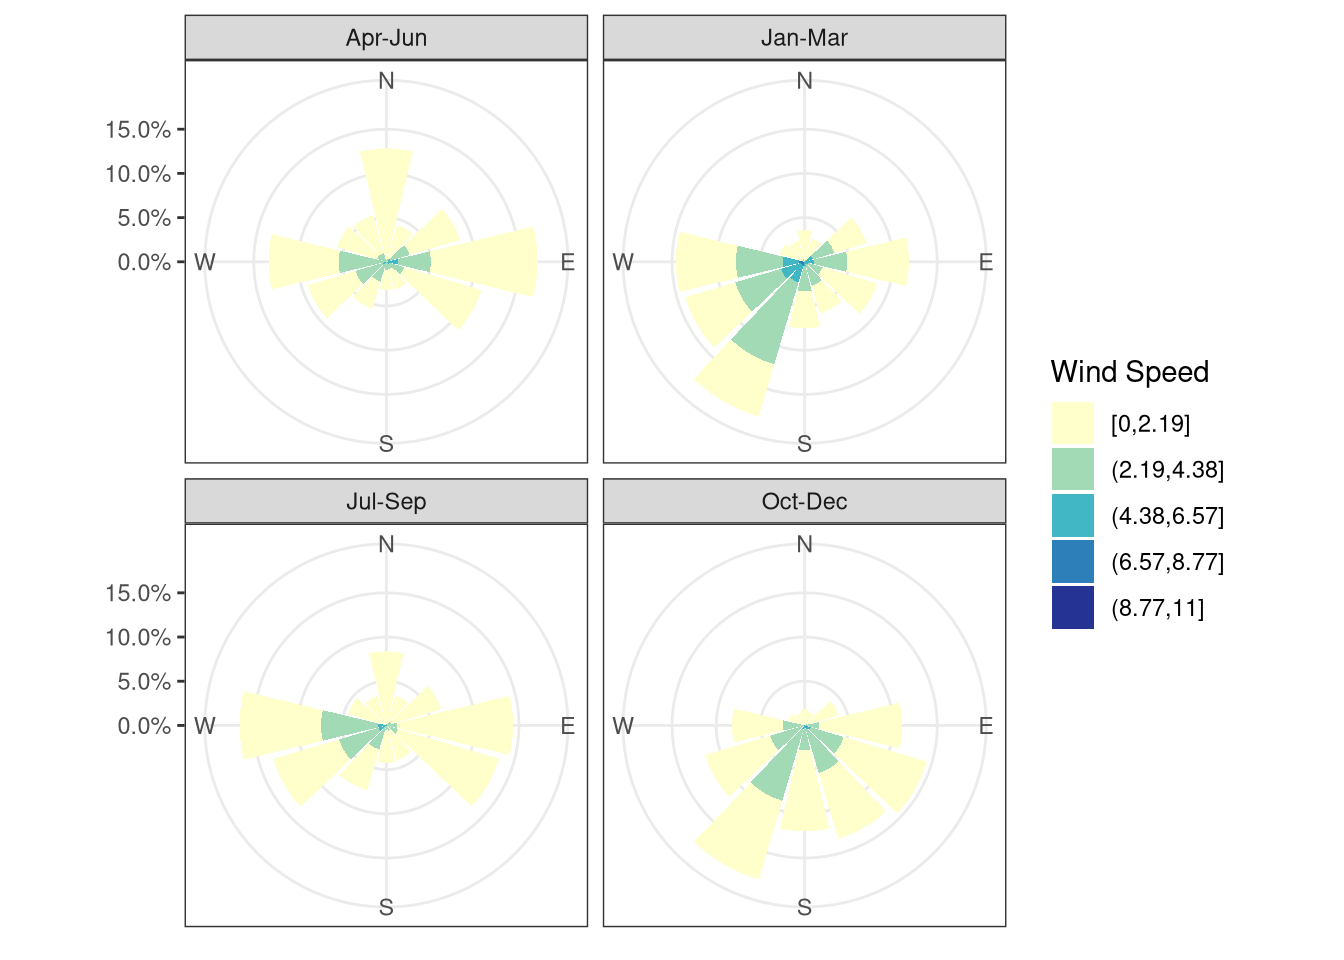 Apr-Jun
Jan-Mar
N
N
15.0%
10.0%
5.0%
0.0%
W
E
W
E
S
S
Jul-Sep
Oct-Dec
N
N
15.0%
10.0%
5.0%
0.0%
W
E
W
E
S
S
Wind Speed
[0,2.19]
(2.19,4.38]
(4.38,6.57]
(6.57,8.77]
(8.77,11]